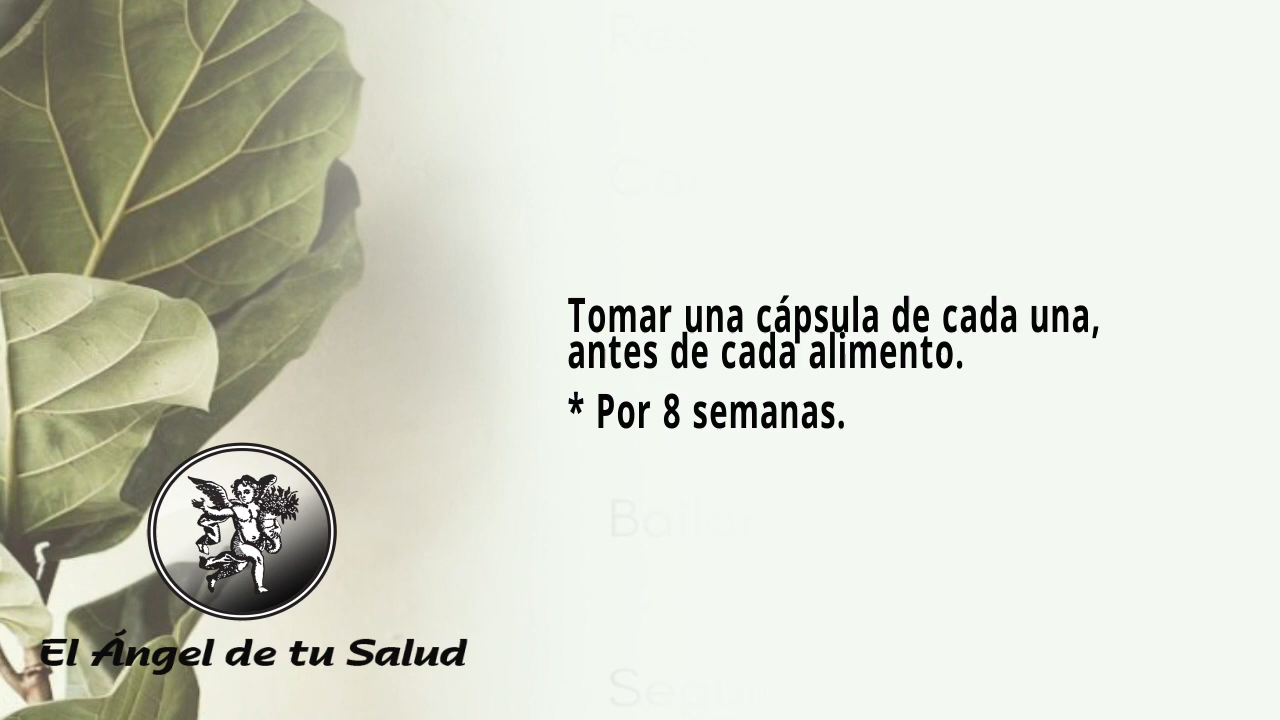 Tomar una cápsula de cada una,
antes de cada alimento.
* Por 8 semanas.
El Ángel de tu Salud